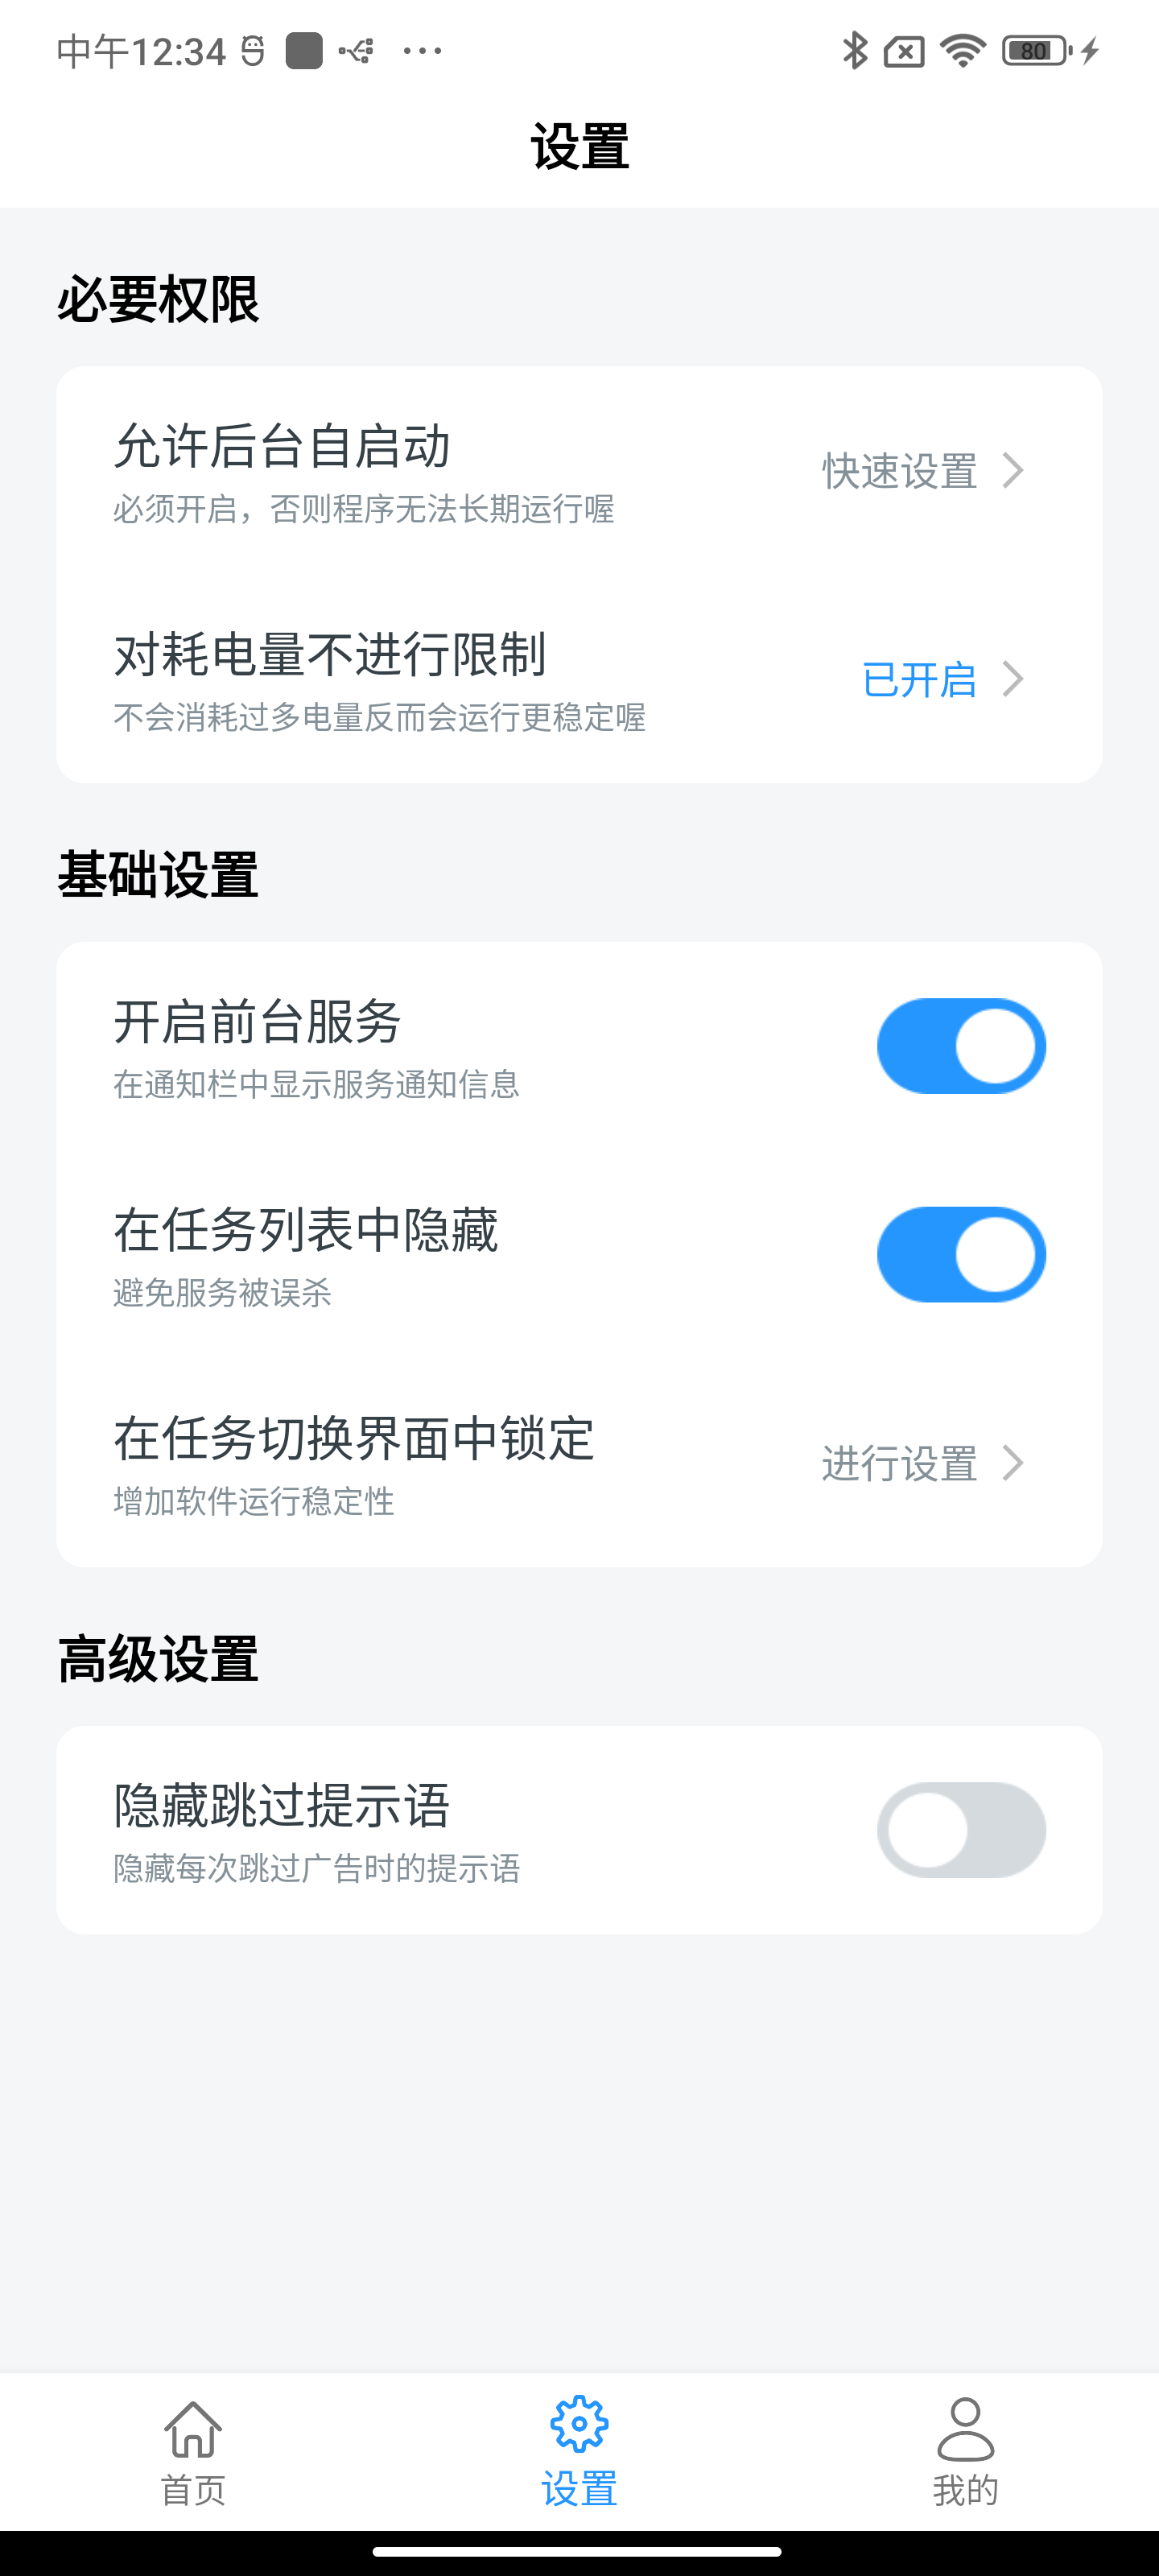 中午12:34
80
设置
必要权限
允许后台自启动
必须开启，否则程序无法长期运行喔
快速设置
对耗电量不进行限制
不会消耗过多电量反而会运行更稳定喔
已开启
基础设置
开启前台服务
在通知栏中显示服务通知信息
在任务列表中隐藏
避免服务被误杀
在任务切换界面中锁定
增加软件运行稳定性
进行设置
高级设置
隐藏跳过提示语
隐藏每次跳过广告时的提示语
首页
设置
我的